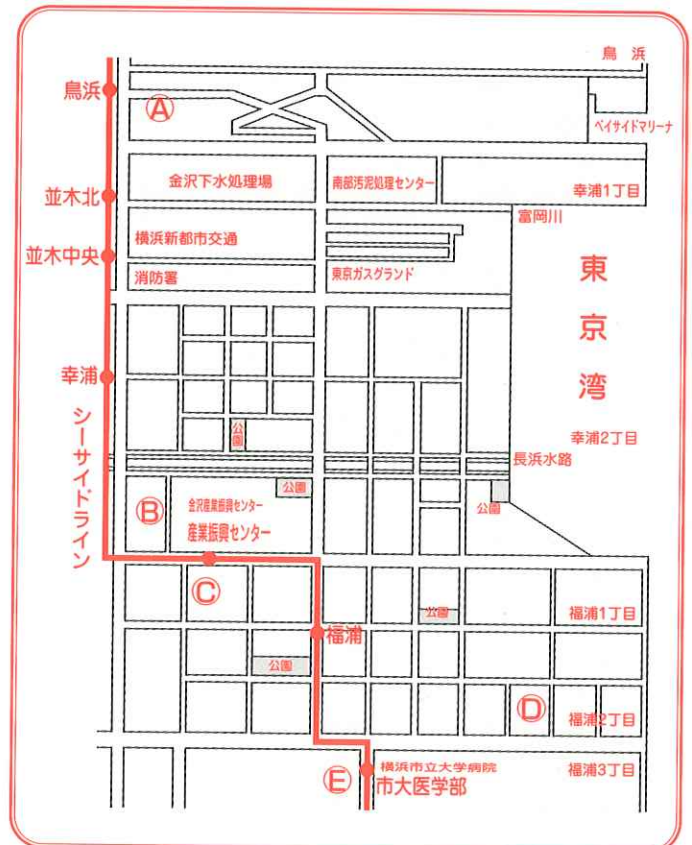 鳥 浜
鳥浜
Ⓐ
ベイサイドマリーナ
金沢下水処理場
南部汚泥処理センター
幸浦1丁目
並木北
富岡川
横浜新都市交通
並木中央
消防署
東京ガスグランド
東京湾
幸浦
シーサイドライン
公園
幸浦2丁目
長浜水路
Ⓑ
金沢産業振興センター
公園
産業振興センター
公園
Ⓒ
公園
福浦1丁目
福浦
公園
Ⓓ
福浦2丁目
Ⓔ
横浜市立大学病院
市大医学部
福浦3丁目